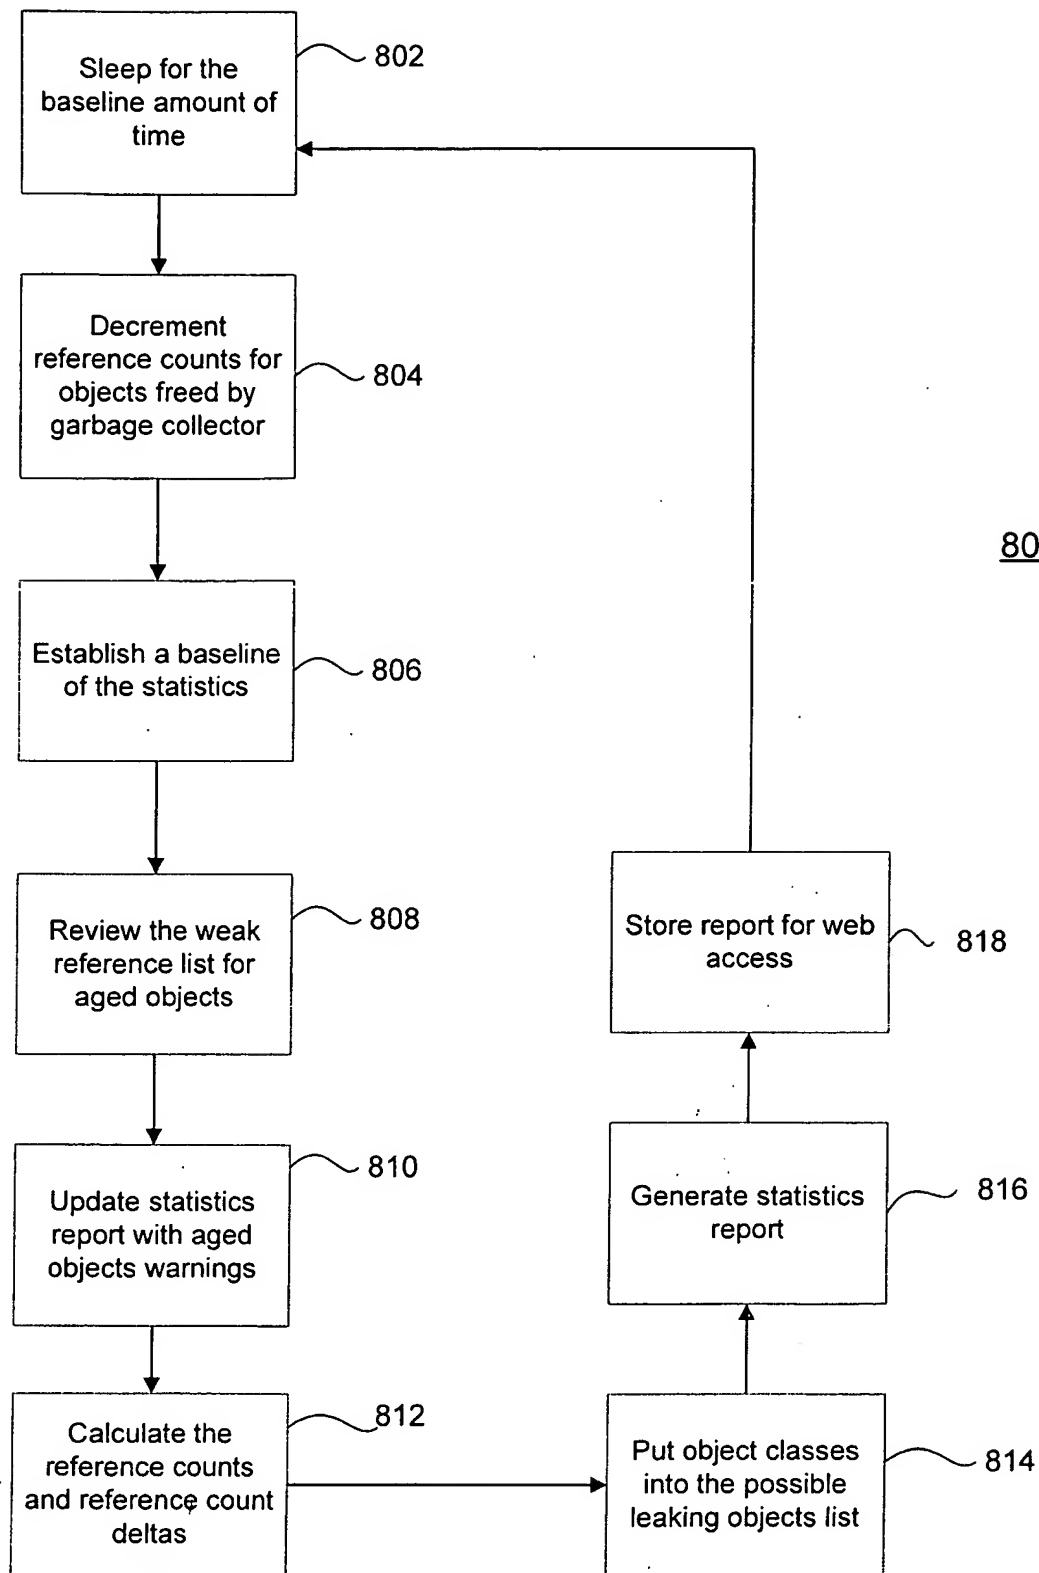 Sleep for the
baseline amount of
time
802
Decrement
reference counts for
objects freed by
garbage collector
804
80
Establish a baseline
of the statistics
806
Review the weak
reference list for
aged objects
808
Store report for web
access
818
Update statistics
report with aged
objects warnings
810
Generate statistics
report
816
Calculate the
reference counts
and reference count
deltas
812
Put object classes
into the possible
leaking objects list
814